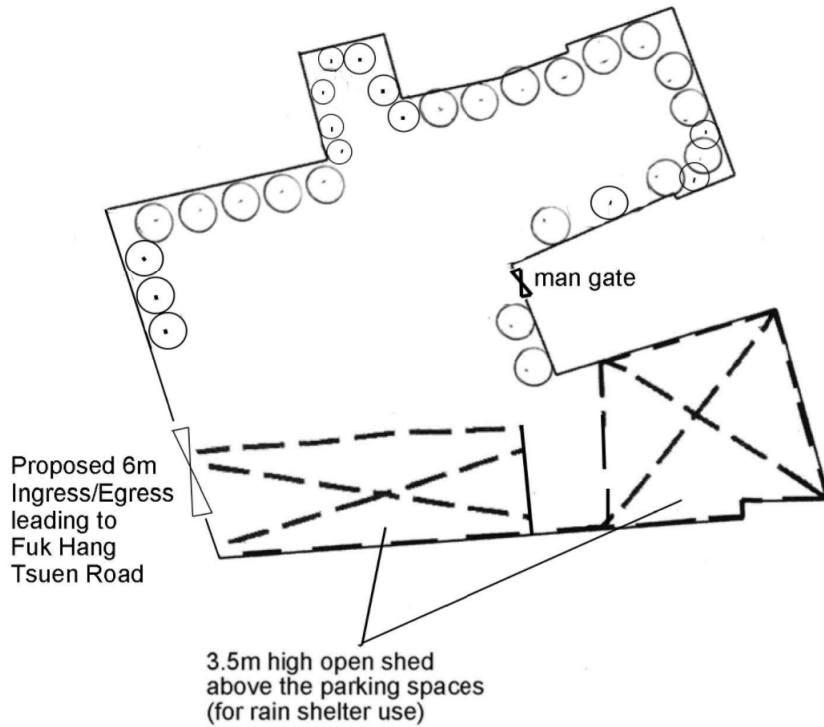 man gate
Proposed 6m
Ingress/Egress
leading to
Fuk Hang
Tsuen Road
3.5m high open shed
above the parking spaces
(for rain shelter use)